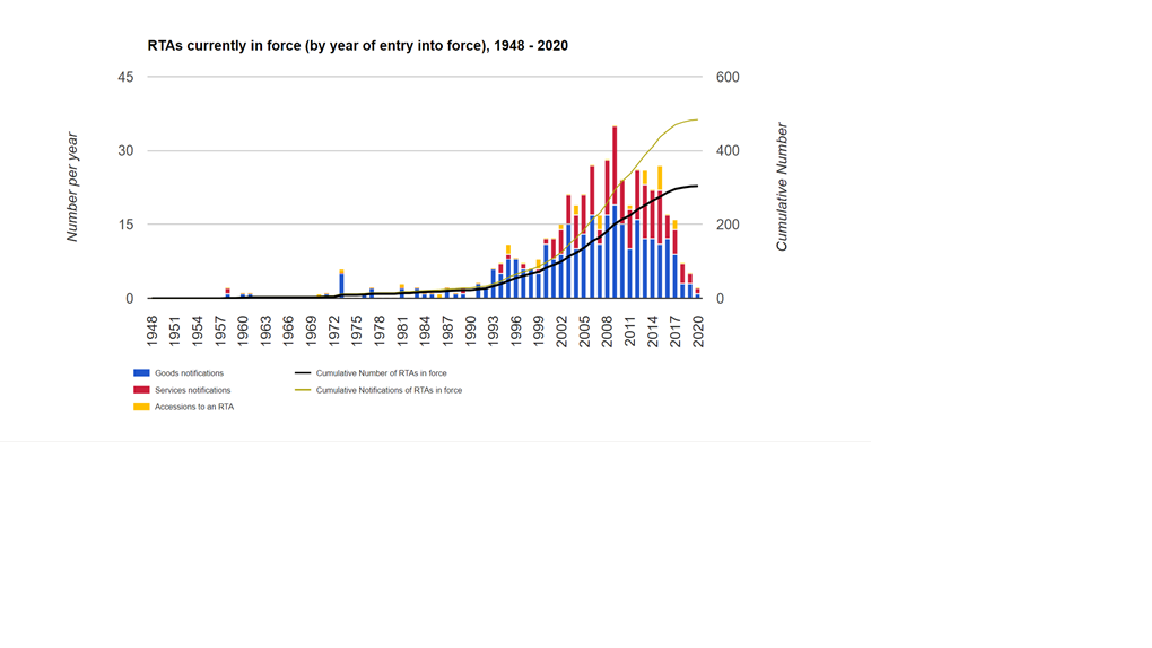 RTAs currently in force (by year of entry into force), 1948 - 2020
45
600
30
400
15
200
0
0
Number per year
Cumulative Number
1948 1951 1954 1957 1960 1963 1966 1969 1972 1975 1978 1981 1984 1987 1990 1993 1996 1999 2002 2005 2008 2011 2014 2017 2020
Goods notifications
Cumulative Number of RTAs in force
Services notifications
Cumulative Notifications of RTAs in force
Accessions to an RTA